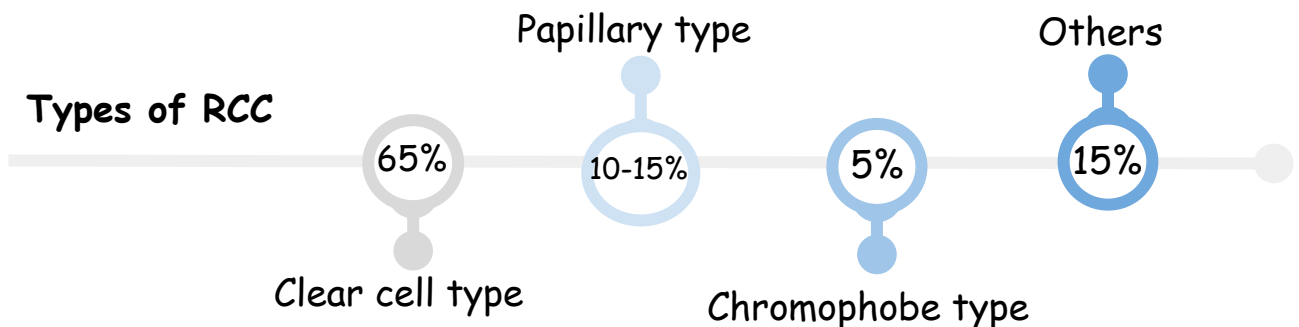 Types of RCC
65%
Clear cell type
Papillary type
10-15%
5%
Chromophobe type
Others
15%